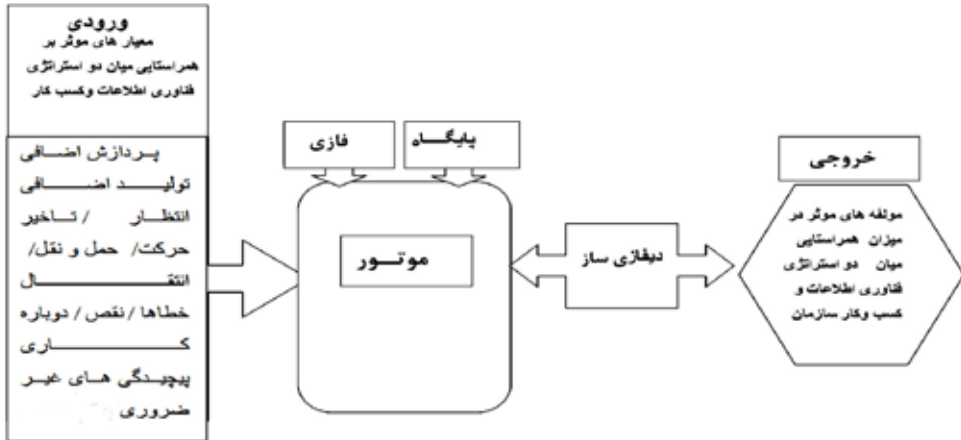 ورودی
معیار های موثر بر
همراستایی میان دو استراتژی
فناوری اطلاعات وکسب کار
پردازش اضافی
تولید اضافی
انتظار / تاخیر
حرکت/ حمل و نقل/
انتقال
خطاها / نقص / دوباره
کاری
پیچیدگی های غیر
ضروری
فازی
پایگاه
موتور
دیفازی ساز
خروجی
مولفه های موثر در
میزان همراستایی
میان دو استراتژی
فناوری اطلاعات و
کسب وکار سازمان